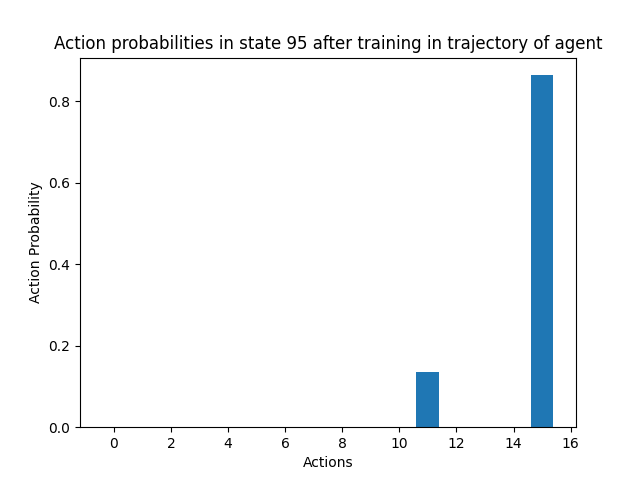 Action probabilities in state 95 after training in trajectory of agent
Action Probability
0.8
0.6
0.4
0.2
0.0
0 2 4 6 8 10 12 14 16
Actions